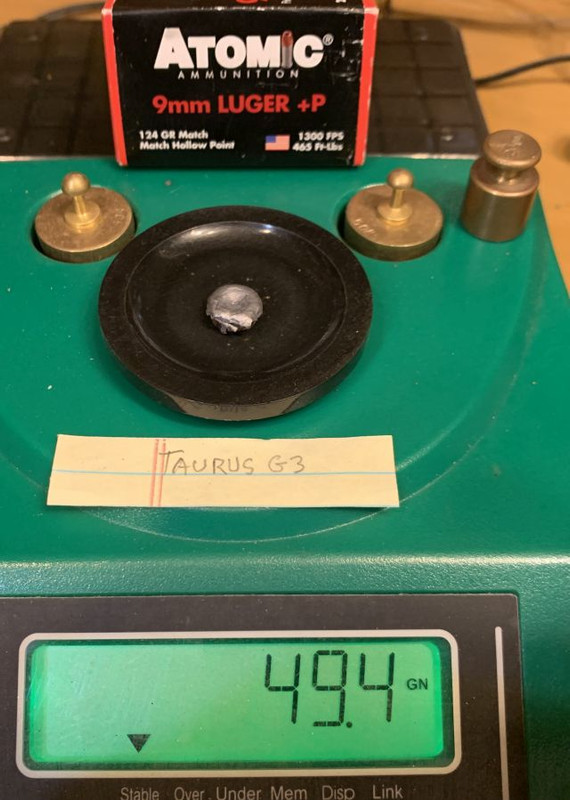 ATOMIC®
AMMUNITION
9mm LUGER +P
124 GR Match
Match Hollow Point
1300 FPS
465 Ft-Lbs
TAURUS G3
49.4 GN
Stable Over Under Mem Disp Link